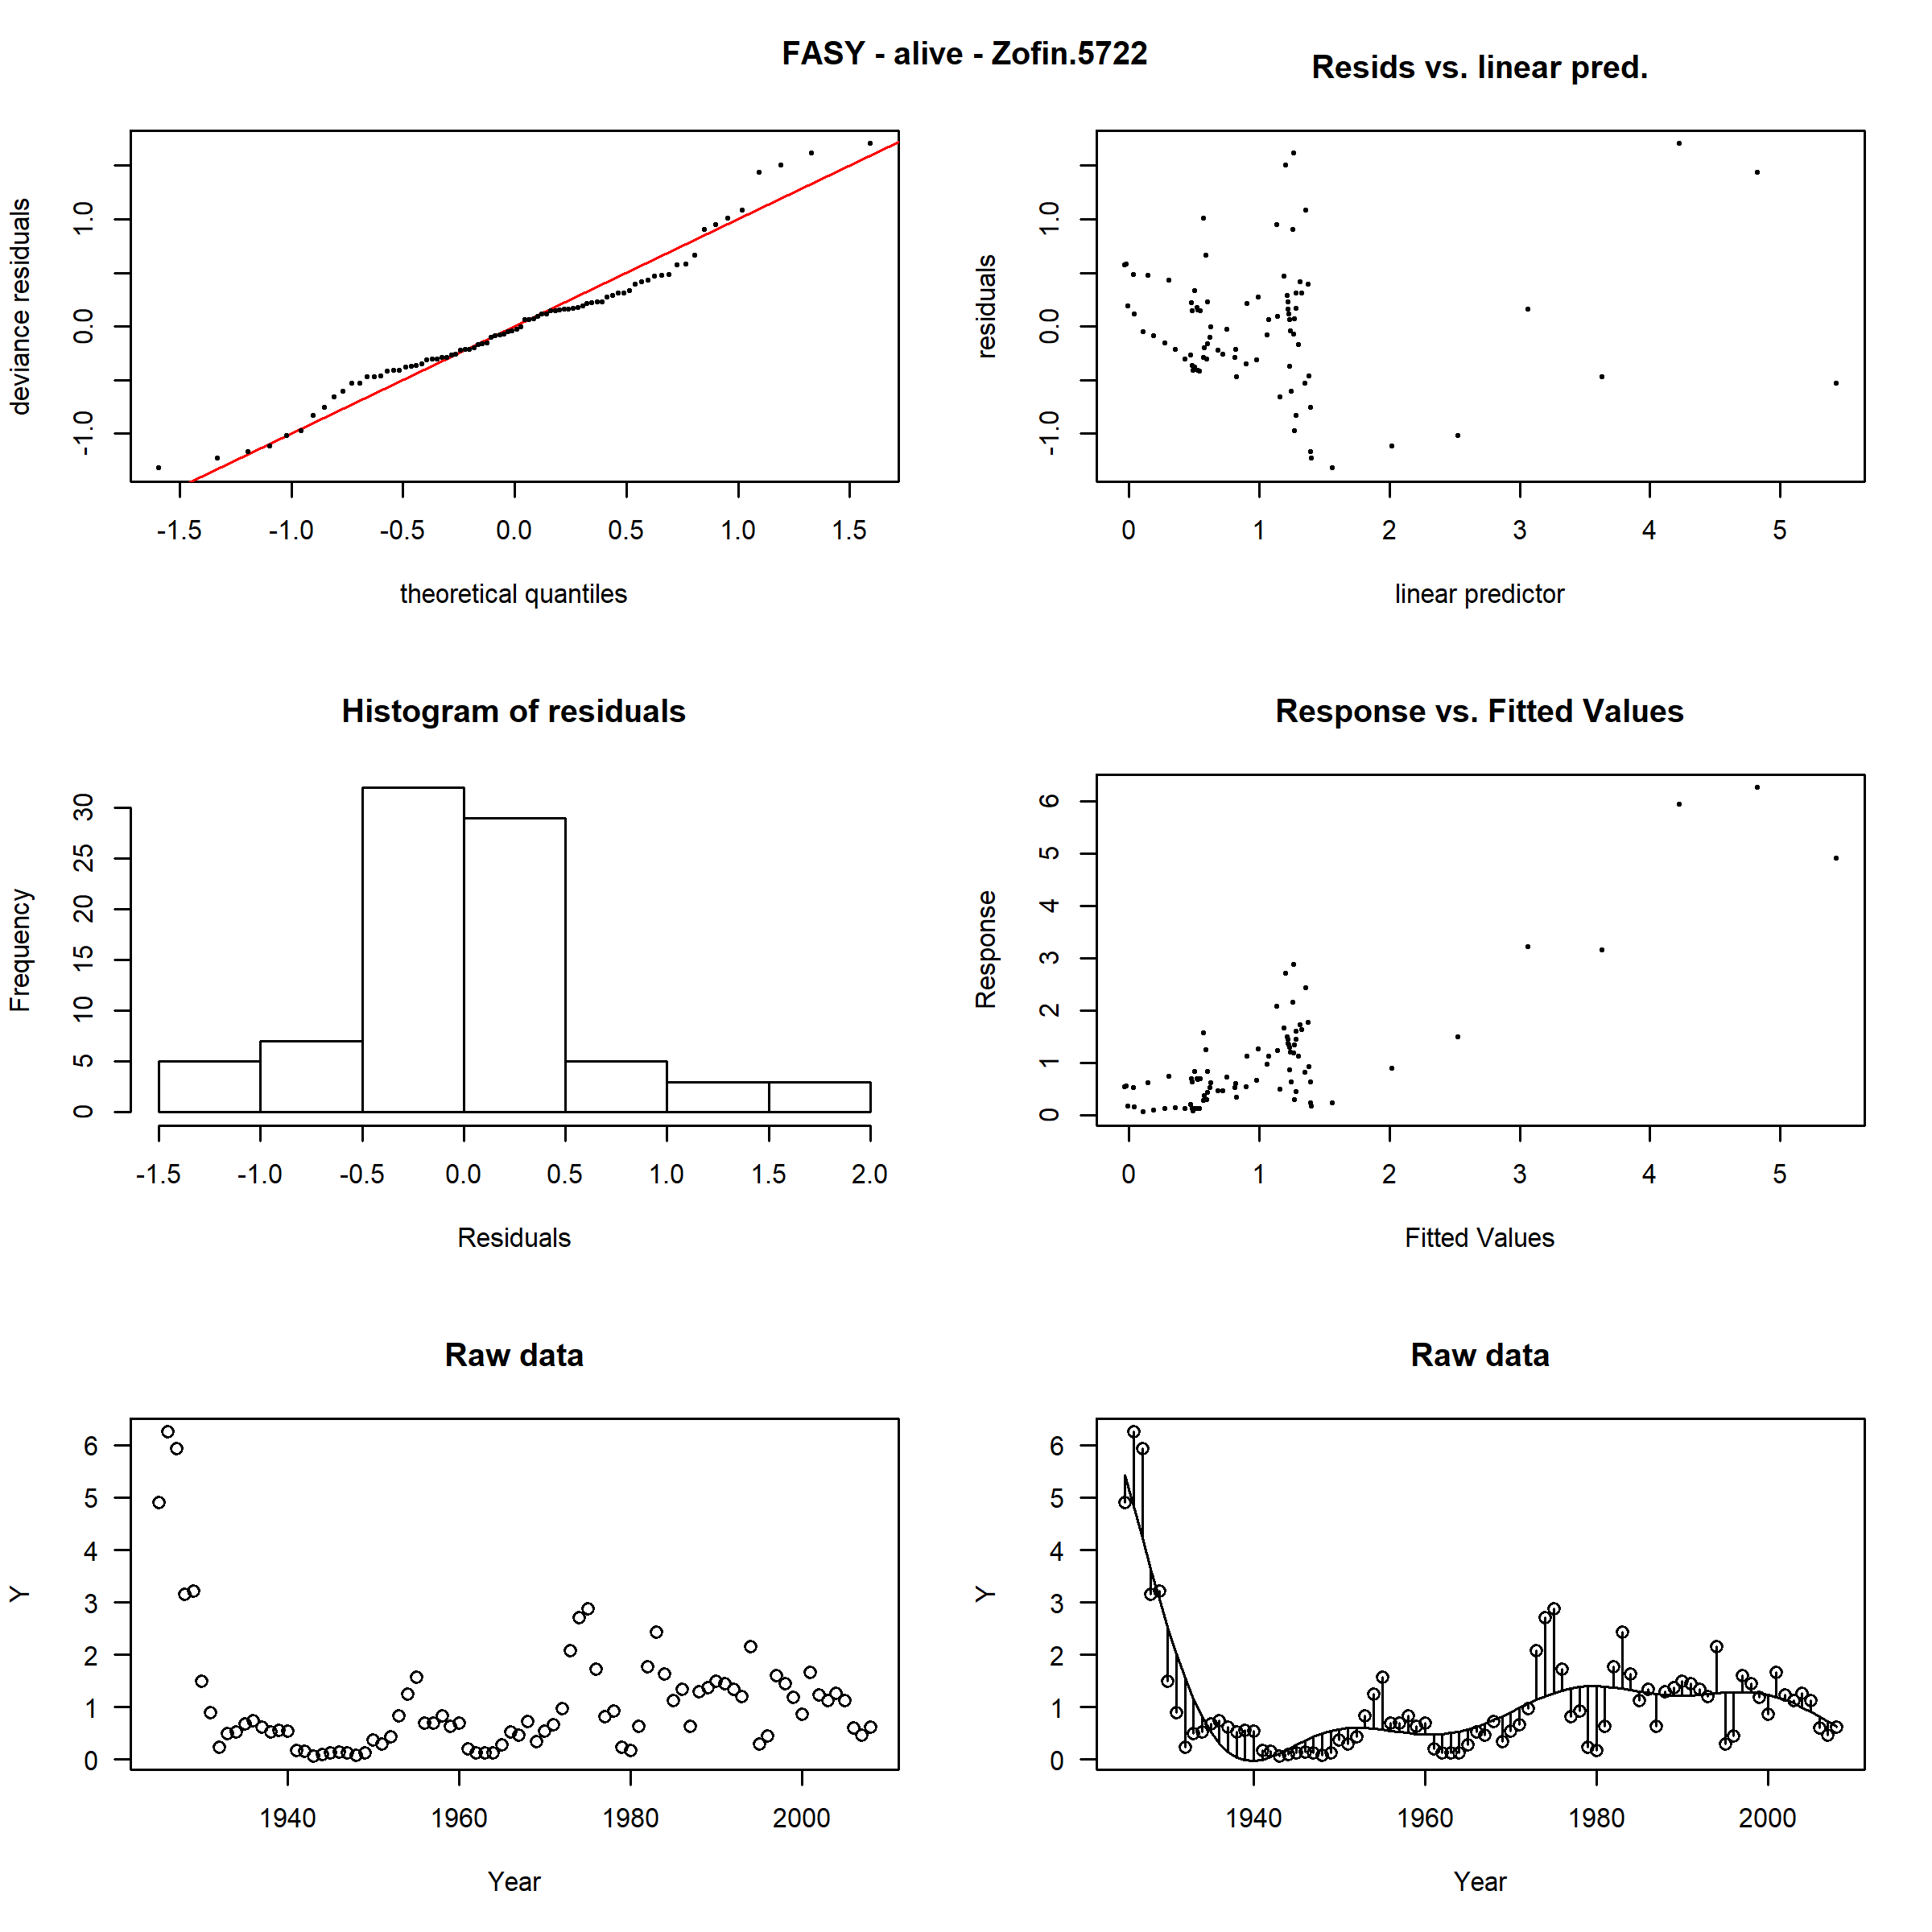 FASY - alive - Zofin.5722
Resids vs. linear pred.
deviance residuals
-1.0 0.0 1.0
-1.5 -1.0 -0.5 0.0 0.5 1.0 1.5
theoretical quantiles
residuals
-1.0 0.0 1.0
0 1 2 3 4 5
linear predictor
Histogram of residuals
Frequency
0 5 10 15 20 25 30
-1.5 -1.0 -0.5 0.0 0.5 1.0 1.5 2.0
Residuals
Response vs. Fitted Values
Response
0 1 2 3 4 5 6
0 1 2 3 4 5
Fitted Values
Raw data
Y
0 1 2 3 4 5 6
1940 1960 1980 2000
Year
Raw data
Y
0 1 2 3 4 5 6
1940 1960 1980 2000
Year